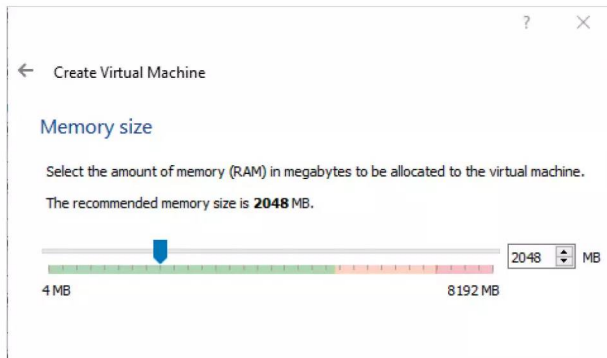 ?
Create Virtual Machine
Memory size
Select the amount of memory (RAM) in megabytes to be allocated to the virtual machine.
The recommended memory size is 2048 MB.
2048 MB
4 MB 8192 MB